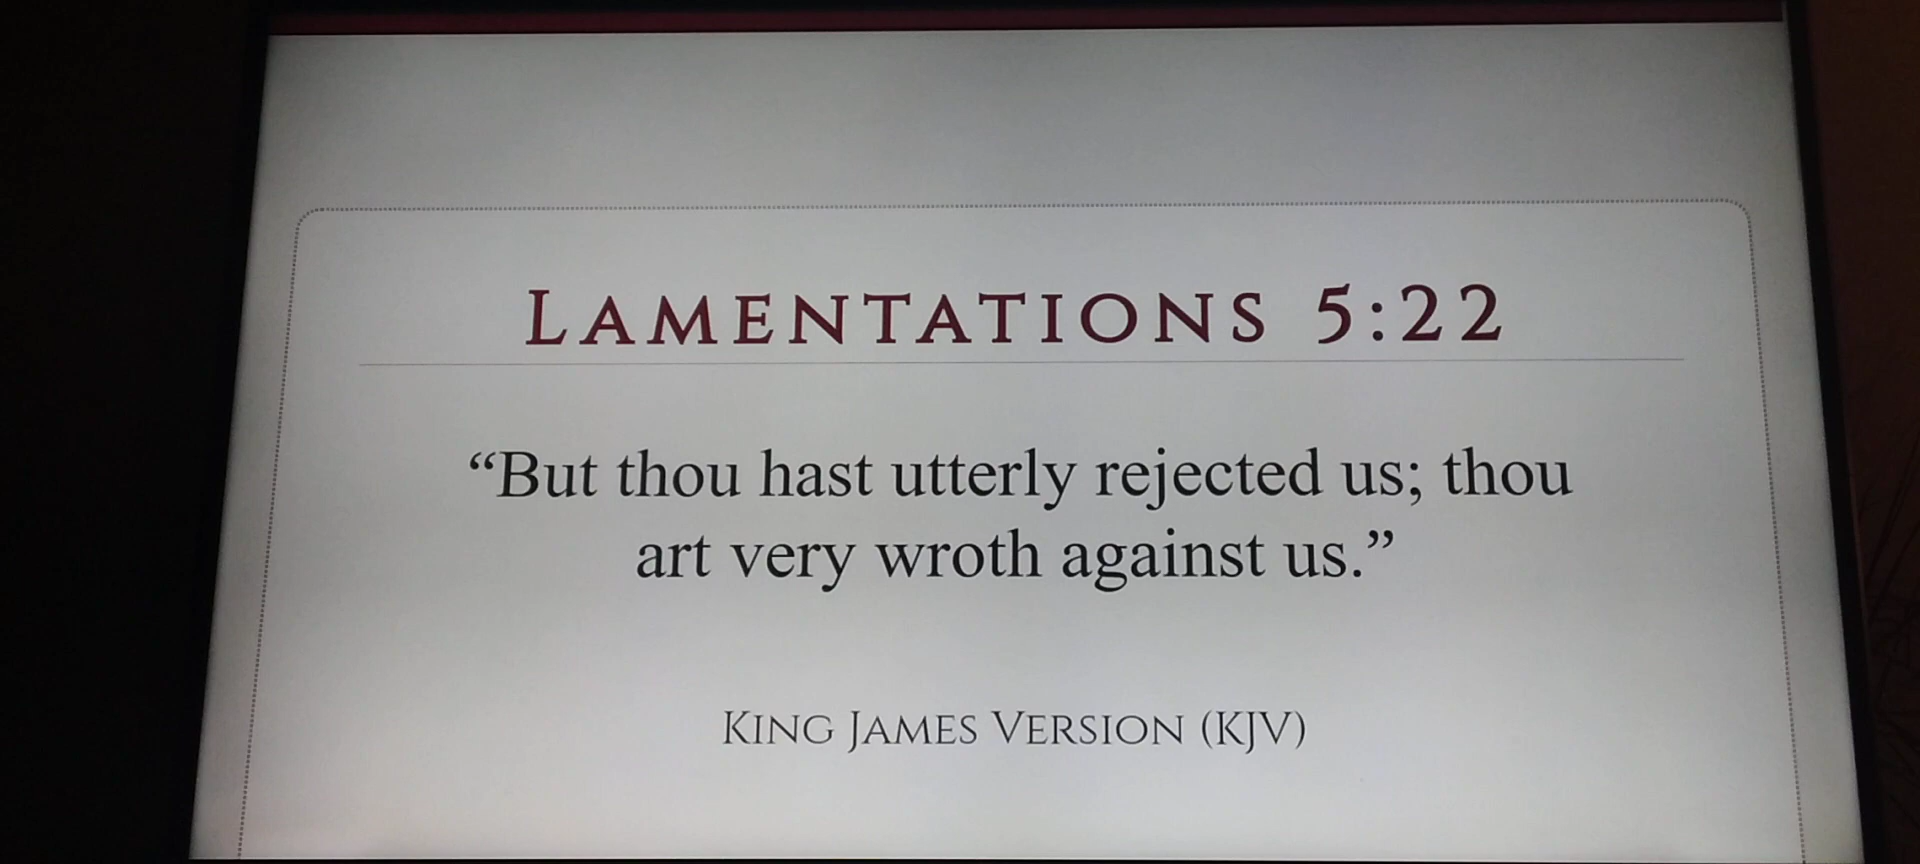 LAMENTATIONS 5:22
“But thou hast utterly rejected us; thou
art very wroth against us.”
KING JAMES VERSION (KJV)